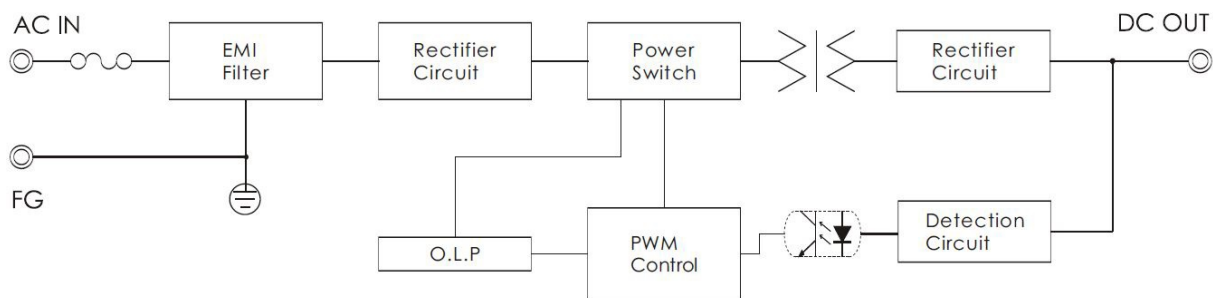 AC IN
DC OUT
EMI
Filter
Rectifier
Circuit
Power
Switch
Rectifier
Circuit
FG
O.L.P
PWM
Control
Detection
Circuit